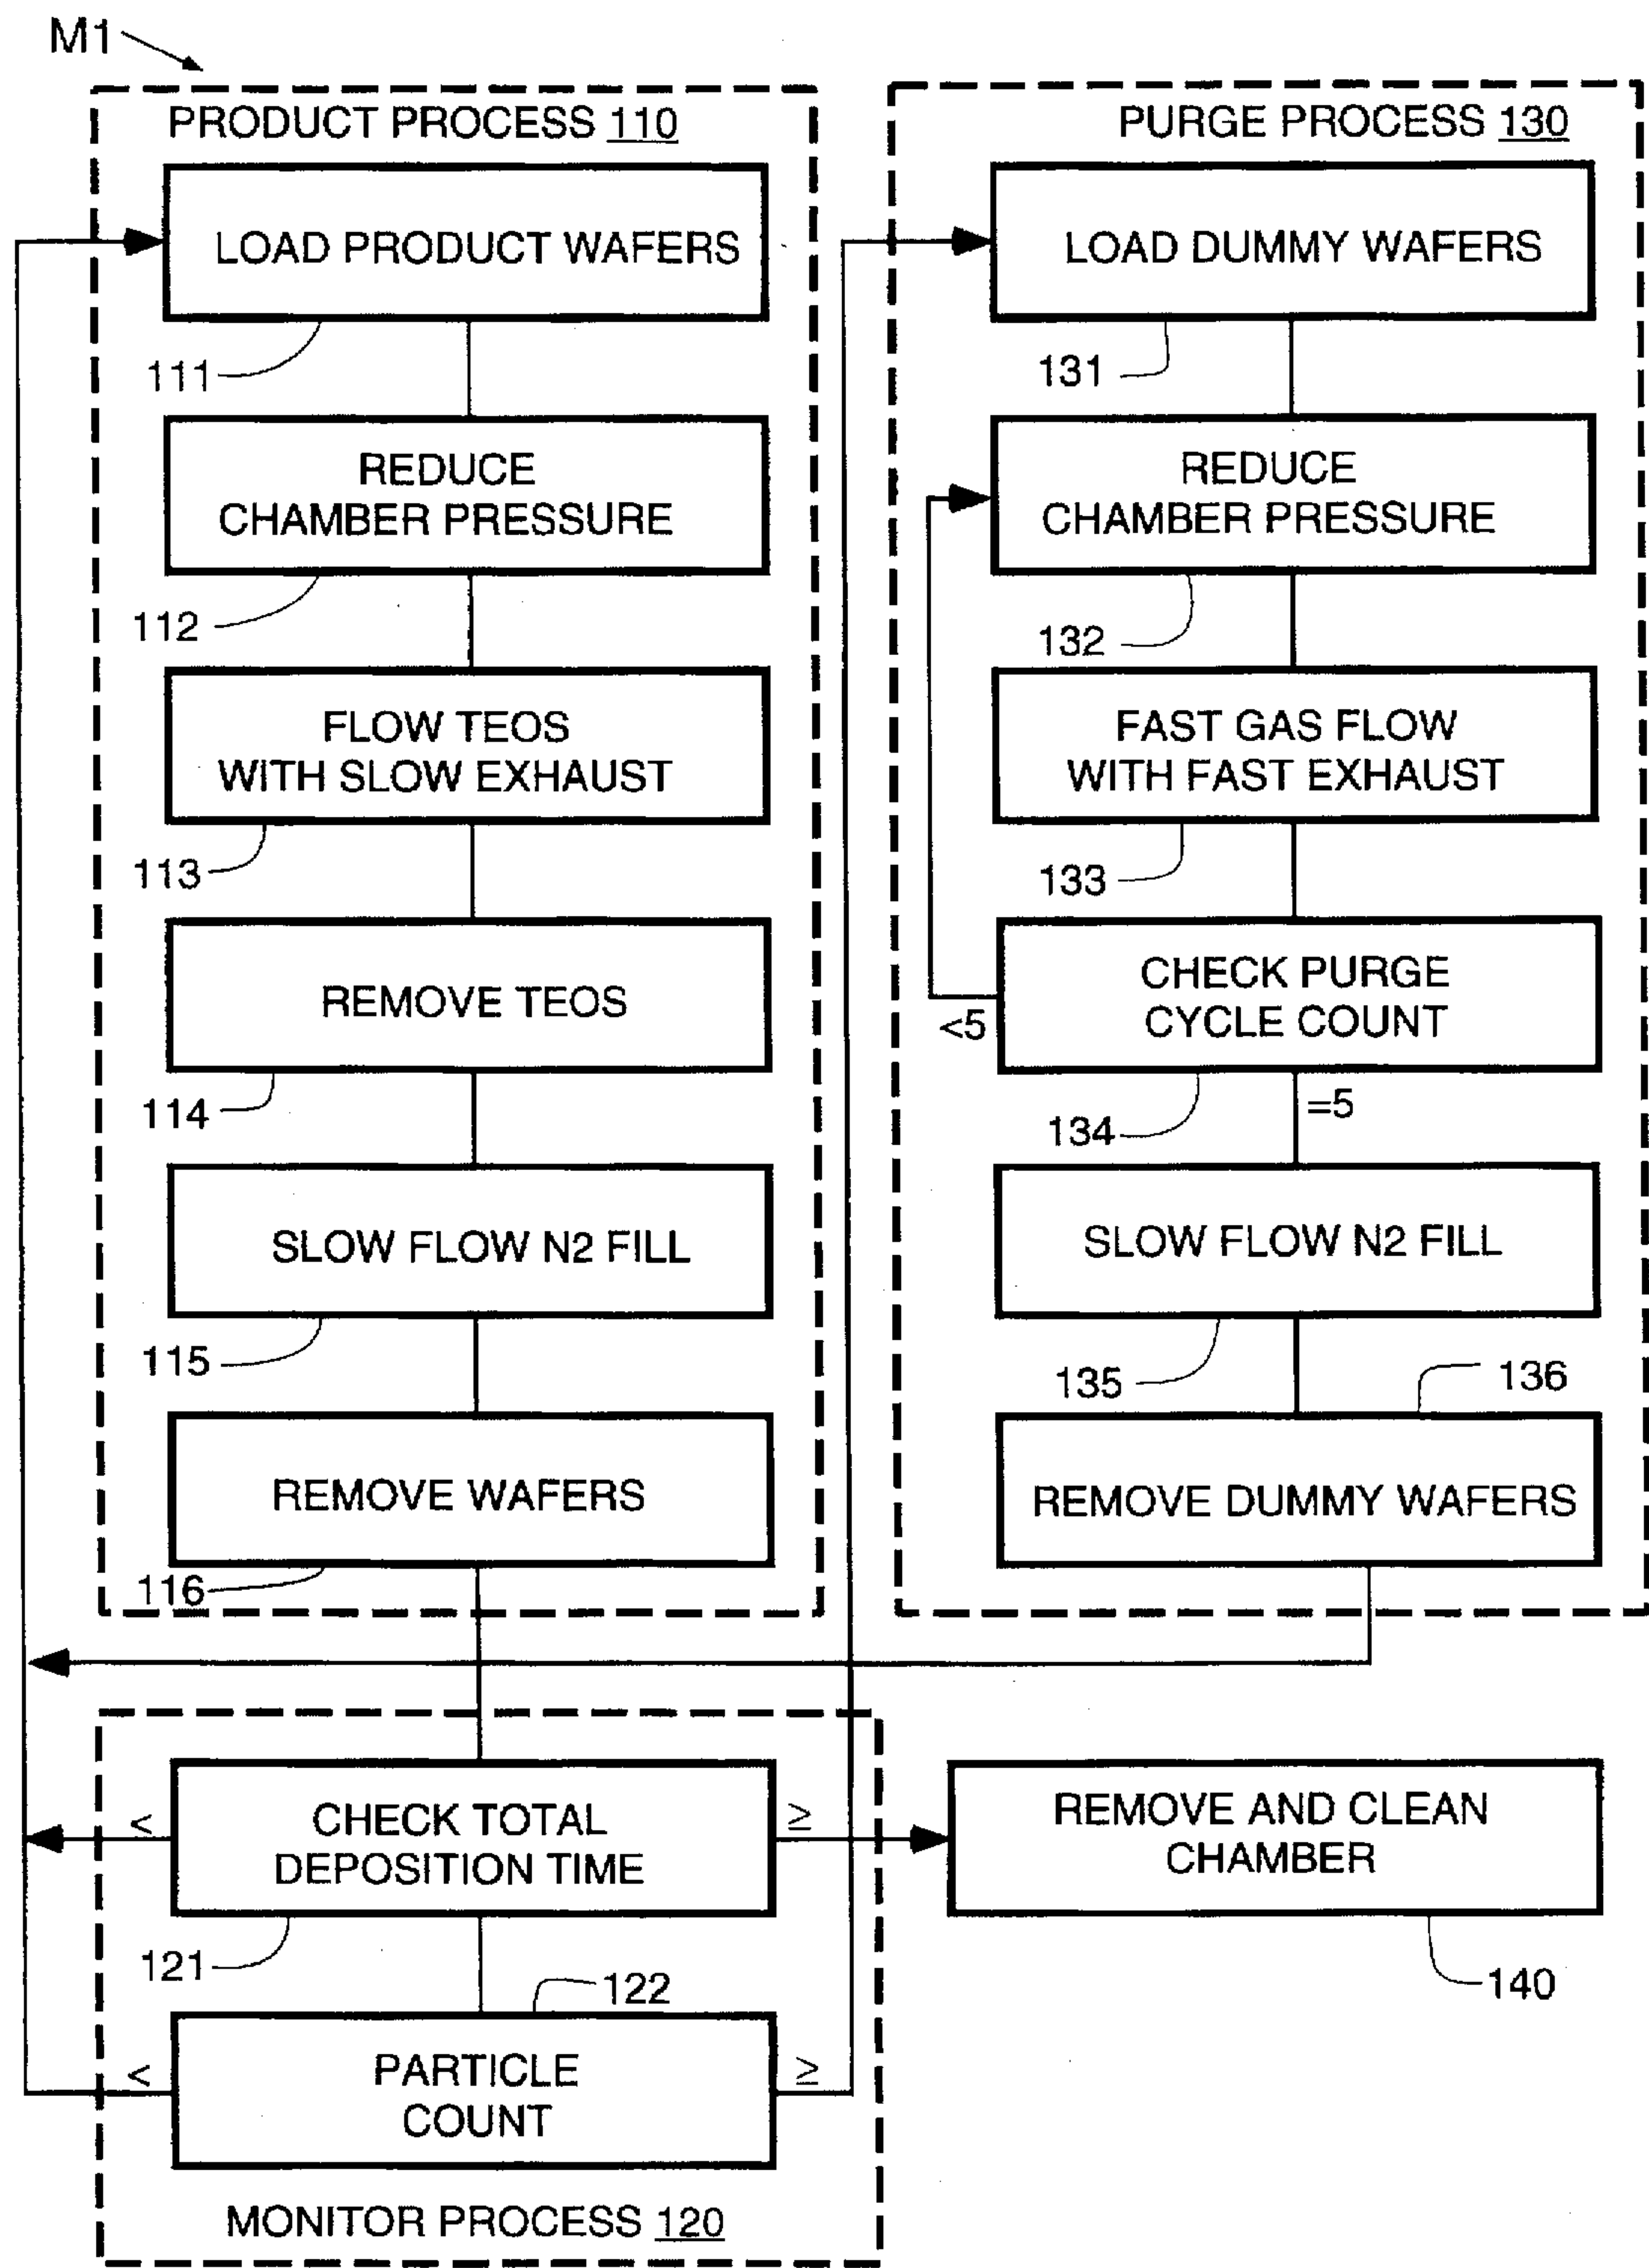 M1
PRODUCT PROCESS 110
LOAD PRODUCT WAFERS
111
REDUCE
CHAMBER PRESSURE
112
FLOW TEOS
WITH SLOW EXHAUST
113
REMOVE TEOS
114
SLOW FLOW N2 FILL
115
REMOVE WAFERS
116
PURGE PROCESS 130
LOAD DUMMY WAFERS
131
REDUCE
CHAMBER PRESSURE
132
FAST GAS FLOW
WITH FAST EXHAUST
133
CHECK PURGE
CYCLE COUNT
<5
=5
134
SLOW FLOW N2 FILL
135
136
REMOVE DUMMY WAFERS
<
CHECK TOTAL
DEPOSITION TIME
≥
121
122
<
PARTICLE
COUNT
≥
MONITOR PROCESS 120
REMOVE AND CLEAN
CHAMBER
140